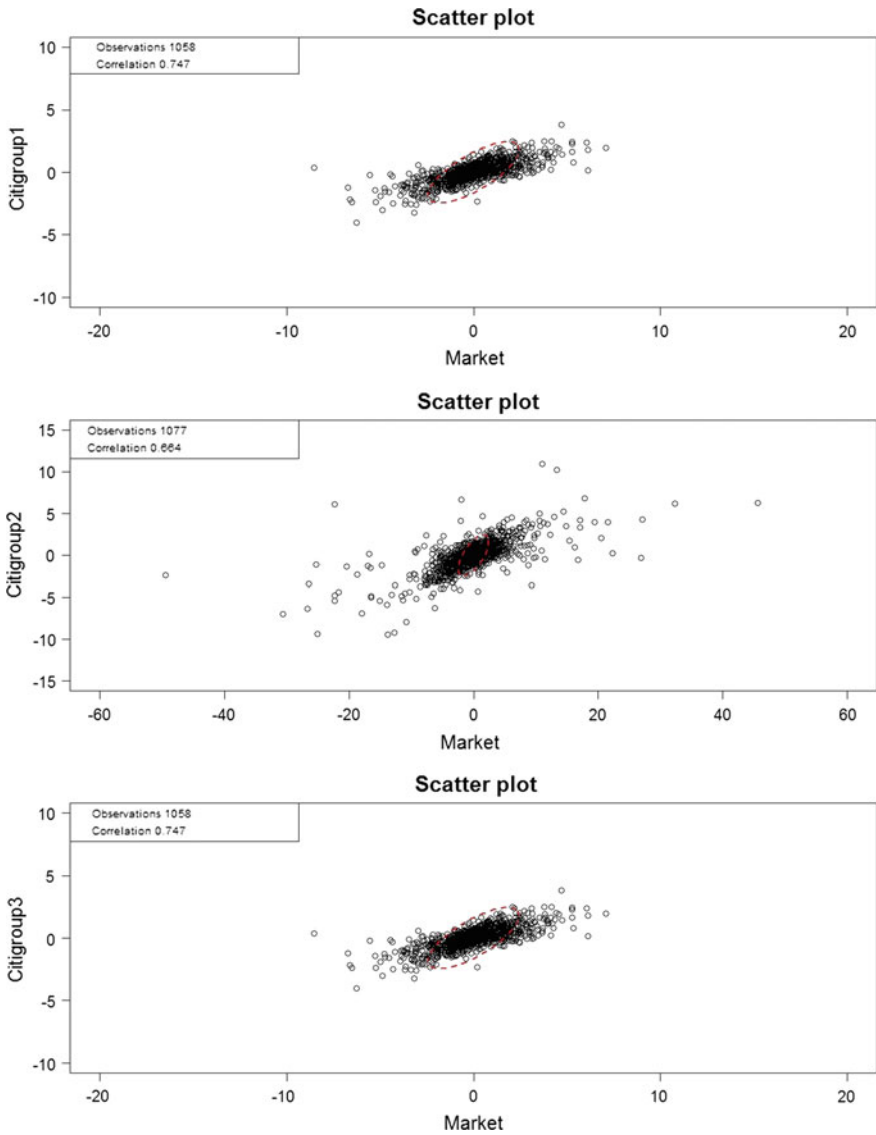 Scatter plot
Observations 1058
Correlation 0.747
10
5
0
-5
-10
Citigroup1
-20 -10 0 10 20
Market
Scatter plot
Observations 1077
Correlation 0.664
15
10
5
0
-5
-10
-15
Citigroup2
-60 -40 -20 0 20 40 60
Market
Scatter plot
Observations 1058
Correlation 0.747
10
5
0
-5
-10
Citigroup3
-20 -10 0 10 20
Market